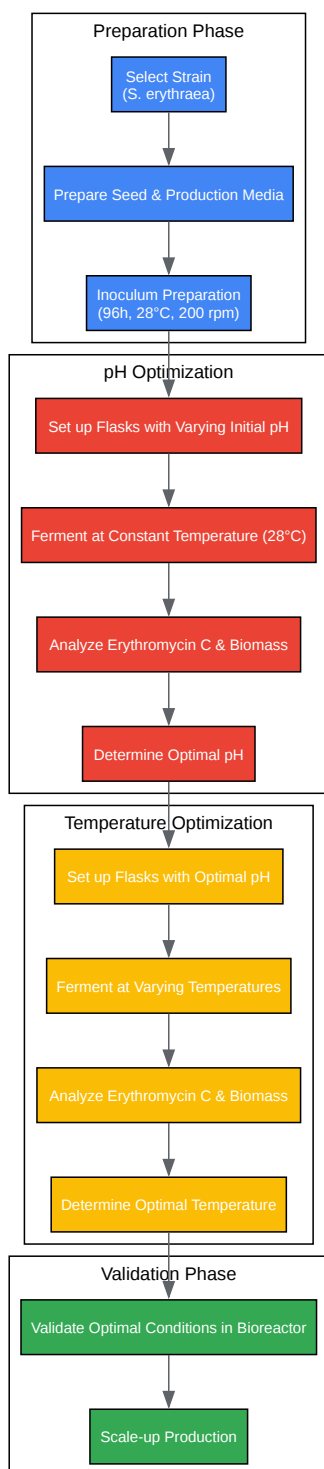 Preparation Phase
Select Strain
(S. erythraea)
Prepare Seed & Production Media
Inoculum Preparation
(96h, 28°C, 200 rpm)
pH Optimization
Set up Flasks with Varying Initial pH
Ferment at Constant Temperature (28°C)
Analyze Erythromycin C & Biomass
Determine Optimal pH
Temperature Optimization
Set up Flasks with Optimal pH
Ferment at Varying Temperatures
Analyze Erythromycin C & Biomass
Determine Optimal Temperature
Validation Phase
Validate Optimal Conditions in Bioreactor
Scale-up Production